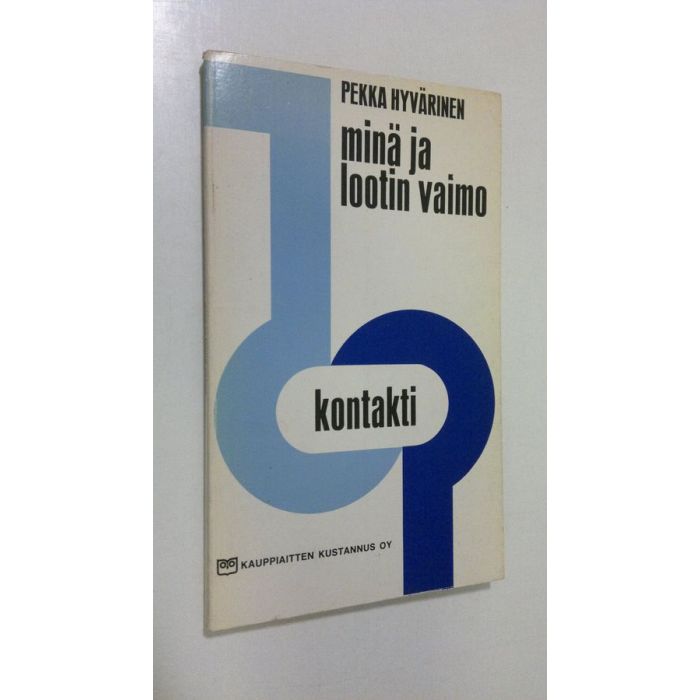 PEKKA HYVÄRINEN
minä ja
lootin vaimo
kontakti
KAUPPIAITTEN KUSTANNUS OY